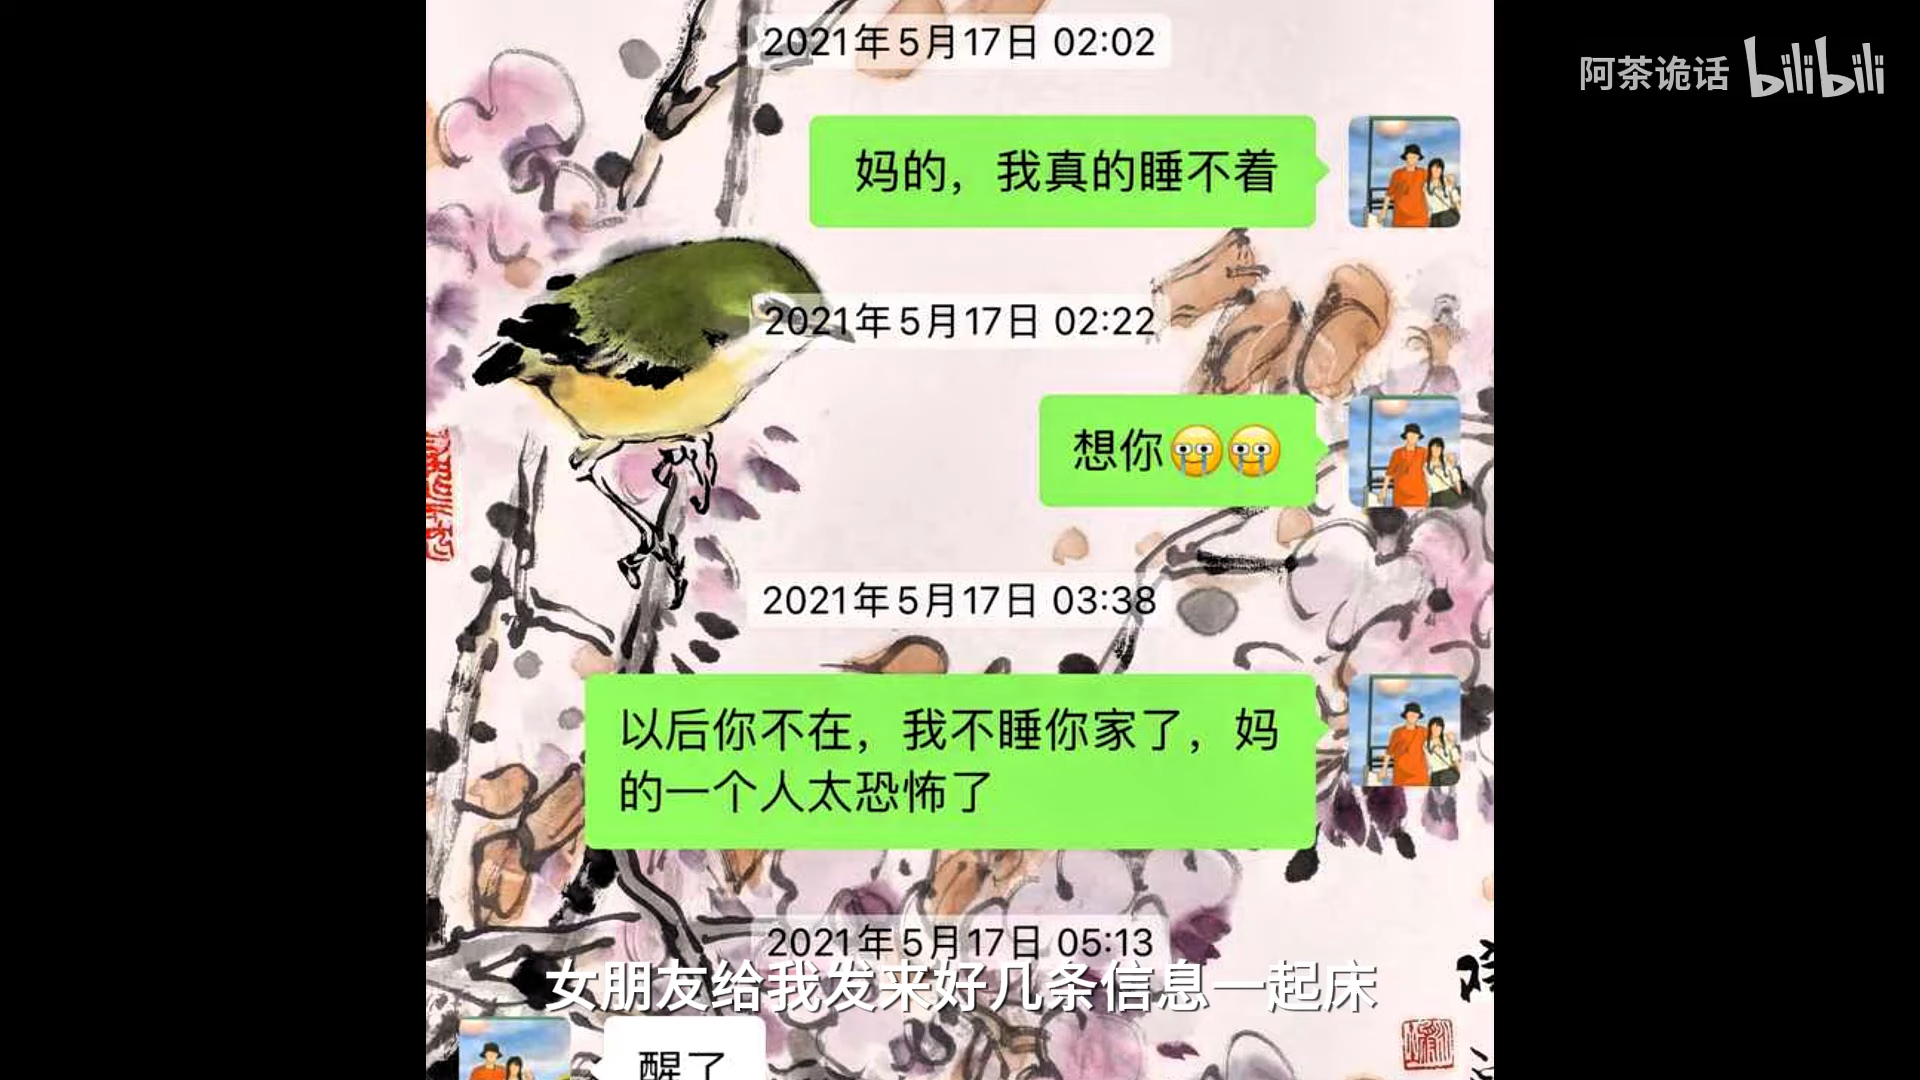 2021年5月17日 02:02
阿茶诡话 bilibili
妈的，我真的睡不着
2021年5月17日 02:22
想你
2021年5月17日 03:38
以后你不在，我不睡你家了，妈
的一个人太恐怖了
2021年5月17日 05:13
女朋友给我发来好几条信息一起床
醒了